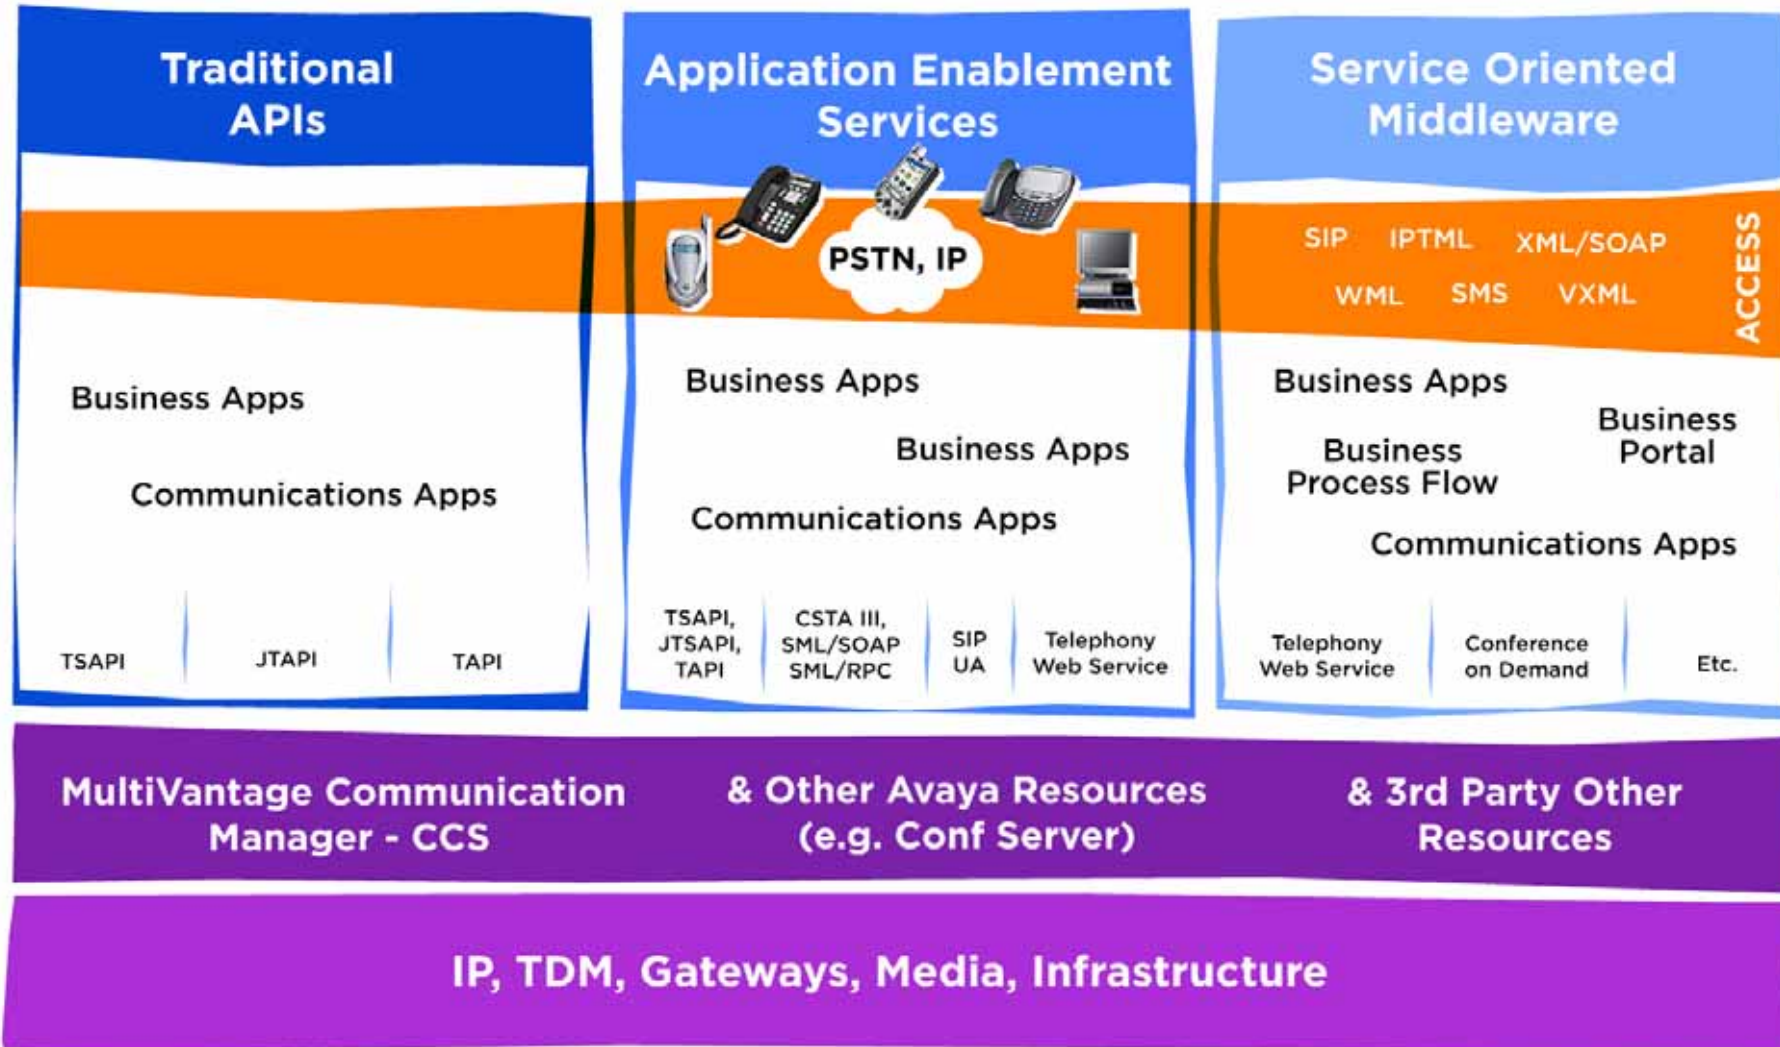 Traditional
APIs
Application Enablement
Services
Service Oriented
Middleware
PSTN, IP
SIP IPTML XML/SOAP
WML SMS VXML
ACCESS
Business Apps
Communications Apps
Business Apps
Business Apps
Communications Apps
Business Apps
Business
Portal
Business
Process Flow
Communications Apps
TSAPI
JTAPI
TAPI
TSAPI,
JTSAPI,
TAPI
CSTA III,
SML/SOAP
SML/RPC
SIP
UA
Telephony
Web Service
Telephony
Web Service
Conference
on Demand
Etc.
MultiVantage Communication
Manager - CCS
& Other Avaya Resources
(e.g. Conf Server)
& 3rd Party Other
Resources
IP, TDM, Gateways, Media, Infrastructure